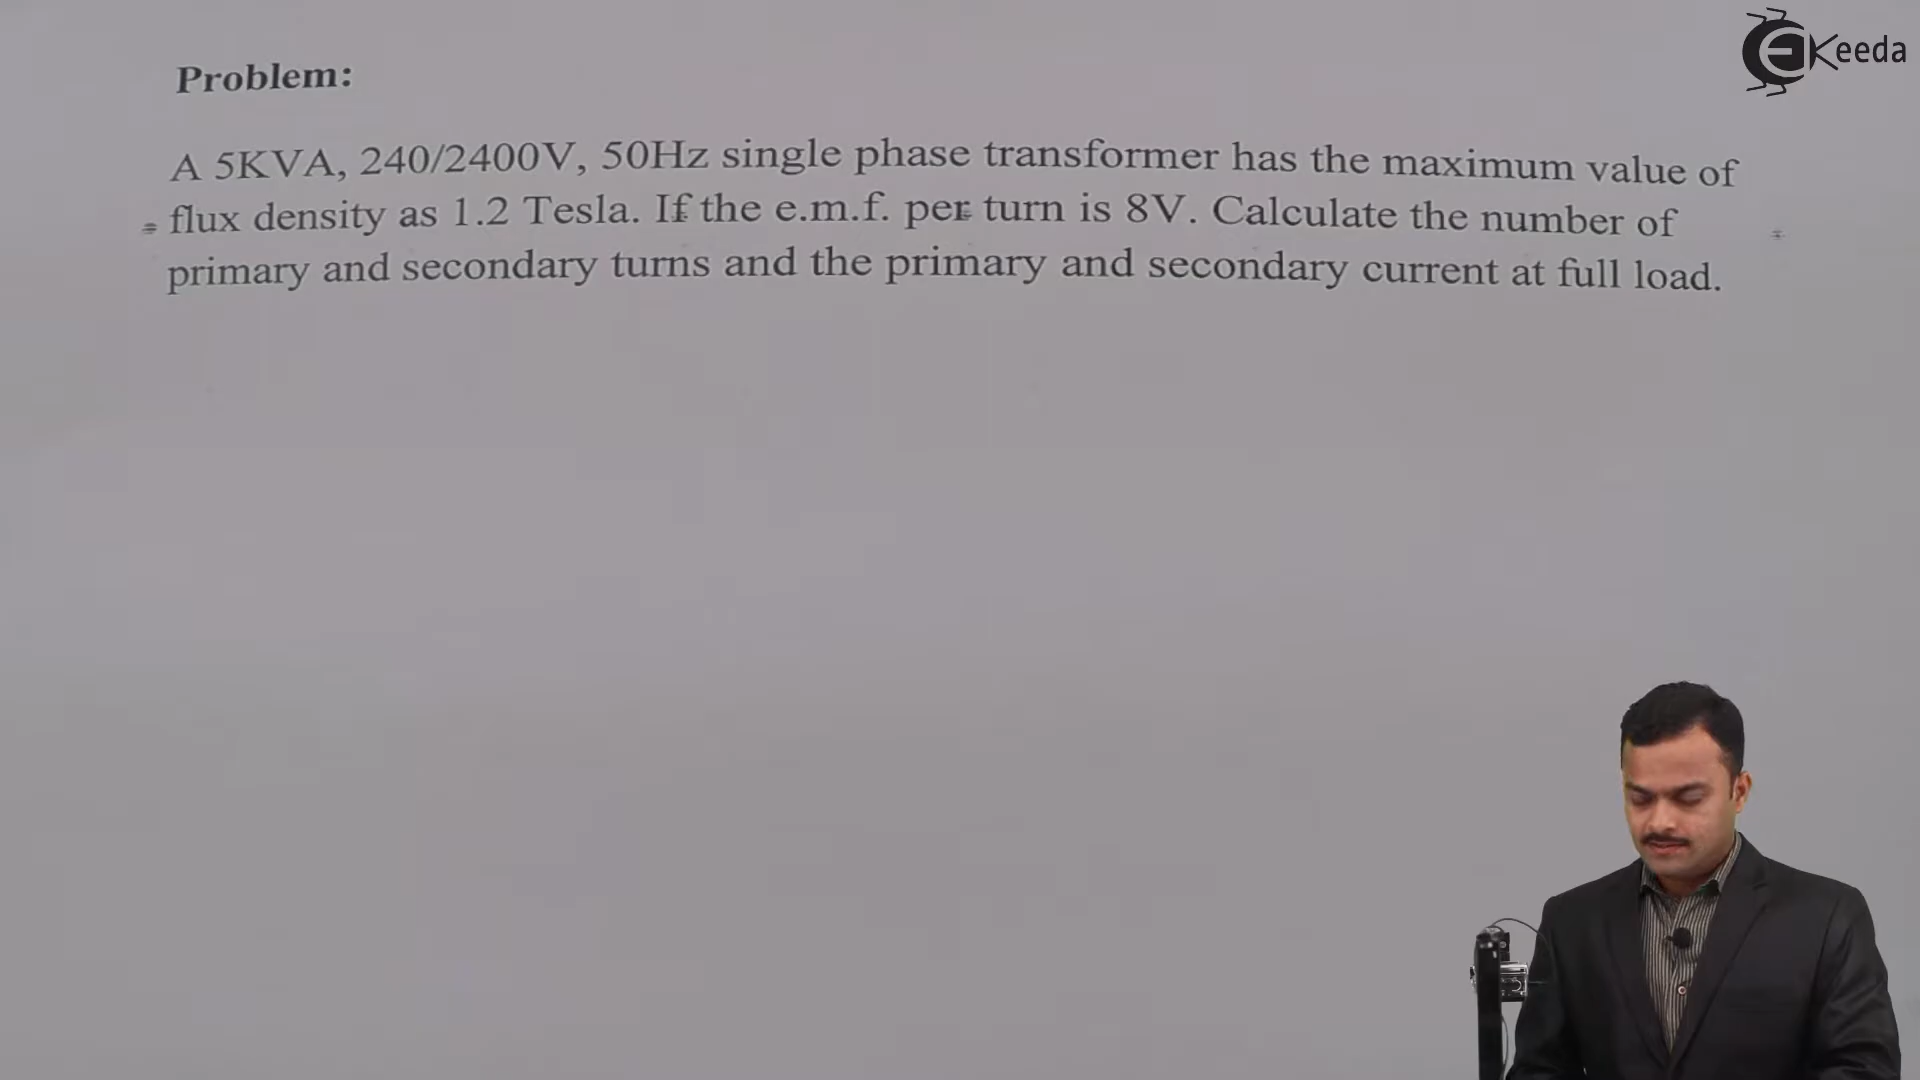 Keeda
Problem:
A 5KVA, 240/2400V, 50Hz single phase transformer has the maximum value of
flux density as 1.2 Tesla. If the e.m.f. per turn is 8V. Calculate the number of
primary and secondary turns and the primary and secondary current at full load.